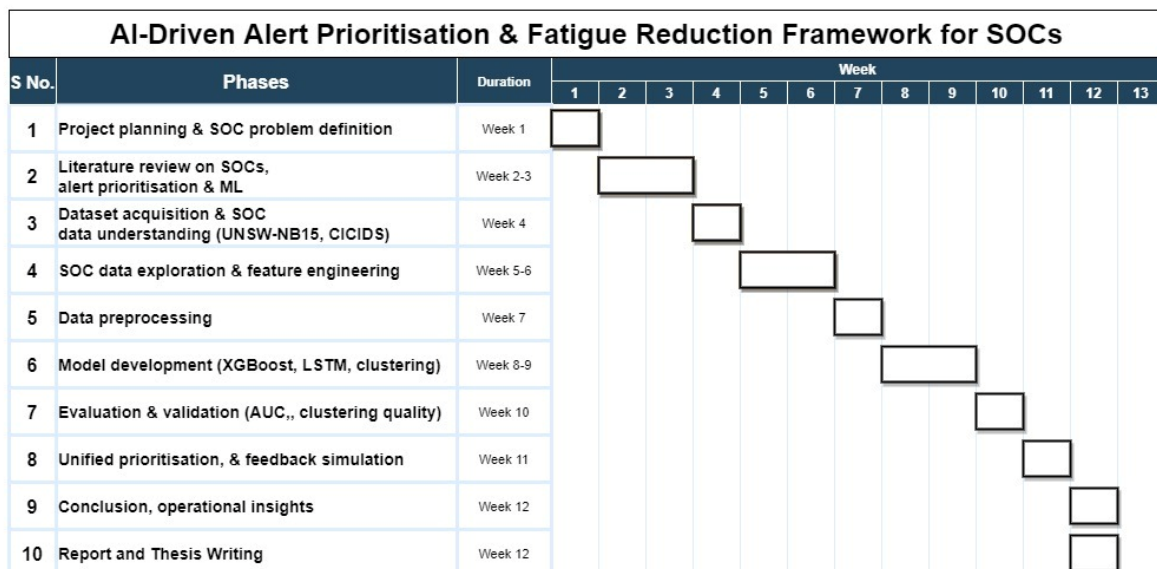 AI-Driven Alert Prioritisation & Fatigue Reduction Framework for SOCs
S No. Phases Duration Week
1 2 3 4 5 6 7 8 9 10 11 12 13
1 Project planning & SOC problem definition Week 1
2 Literature review on SOCs,
alert prioritisation & ML Week 2-3
3 Dataset acquisition & SOC
data understanding (UNSW-NB15, CICIDS) Week 4
4 SOC data exploration & feature engineering Week 5-6
5 Data preprocessing Week 7
6 Model development (XGBoost, LSTM, clustering) Week 8-9
7 Evaluation & validation (AUC,, clustering quality) Week 10
8 Unified prioritisation, & feedback simulation Week 11
9 Conclusion, operational insights Week 12
10 Report and Thesis Writing Week 12